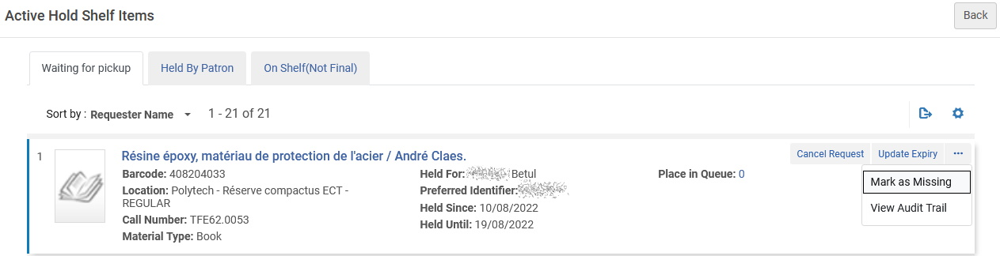 Active Hold Shelf Items
Back
Waiting for pickup
Held By Patron
On Shelf(Not Final)
Sort by : Requester Name
1 - 21 of 21
1
Résine époxy, matériau de protection de l'acier / André Claes.
Barcode: 408204033
Location: Polytech - Réserve compactus ECT -
REGULAR
Call Number: TFE62.0053
Material Type: Book
Held For: Betul
Preferred Identifier:
Held Since: 10/08/2022
Held Until: 19/08/2022
Place in Queue: 0
Cancel Request
Update Expiry
...
Mark as Missing
View Audit Trail